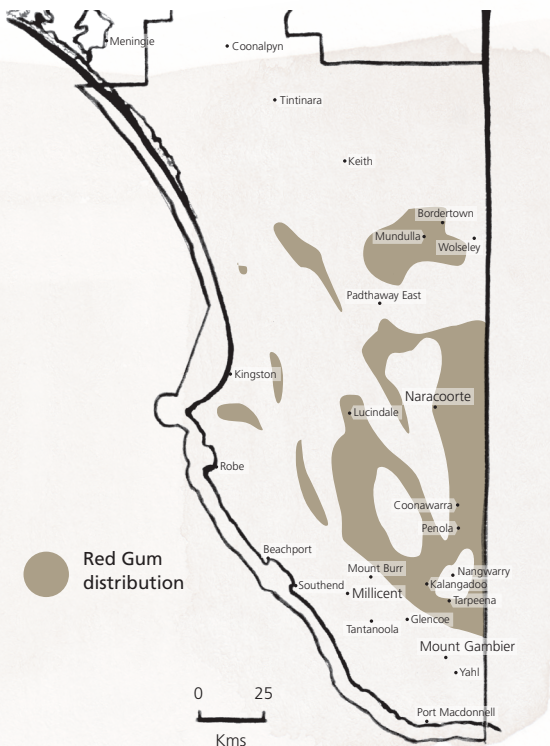 Meningie
Coonalpyn
Tintinara
Keith
Bordertown
Mundulla
Wolseley
Padthaway East
Kingston
Naracoorte
Lucindale
Robe
Coonawarra
Penola
Beachport
Red Gum
distribution
Mount Burr
Nangwarry
Southend
Kalangadoo
Millicent
Tarpeena
Glencoe
Tantanoola
Mount Gambier
Yahl
0 25
Port Macdonnell
Kms